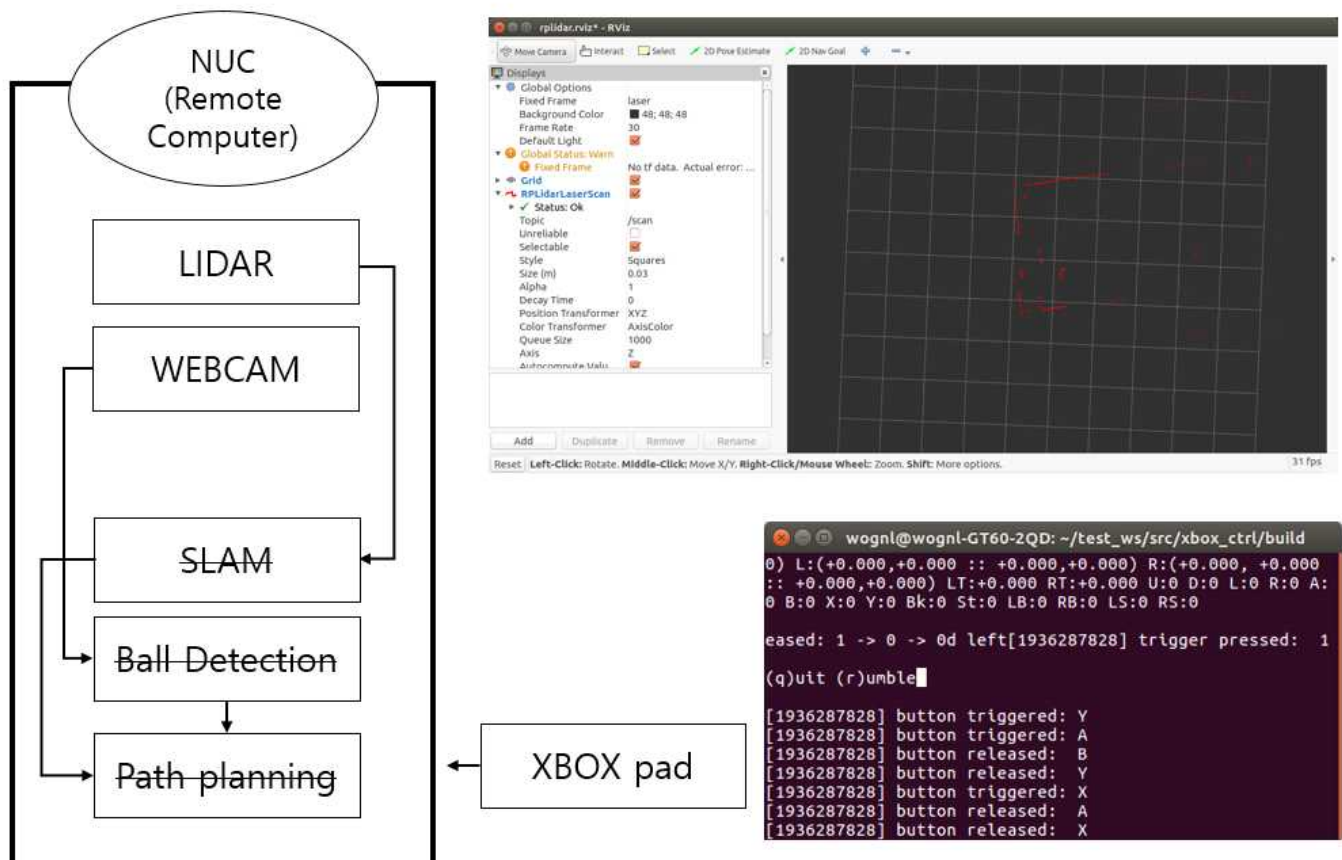 NUC
(Remote
Computer)
LIDAR
WEBCAM
SLAM
Ball Detection
Path planning
XBOX pad
rplidar.rviz* - RViz
Move Camera Interact Select 2D Pose Estimate 2D Nav Goal
Displays
Global Options
Fixed Frame laser
Background Color 48; 48; 48
Frame Rate 30
Default Light
Global Status: Warn
Fixed Frame No tf data. Actual error: ...
Grid
RPLidarLaserScan
Status: Ok
Topic /scan
Unreliable
Selectable
Style Squares
Size (m) 0.03
Alpha 1
Decay Time 0
Position Transformer XYZ
Color Transformer AxisColor
Queue Size 1000
Axis Z
Autocompute Valu...
Add Duplicate Remove Rename
Reset Left-Click: Rotate. Middle-Click: Move X/Y. Right-Click/Mouse Wheel: Zoom. Shift: More options. 31 fps
wognl@wognl-GT60-2QD: ~/test_ws/src/xbox_ctrl/build
0) L:(+0.000,+0.000 :: +0.000,+0.000) R:(+0.000, +0.000
:: +0.000,+0.000) LT:+0.000 RT:+0.000 U:0 D:0 L:0 R:0 A:
0 B:0 X:0 Y:0 Bk:0 St:0 LB:0 RB:0 LS:0 RS:0
eased: 1 -> 0 -> 0d left[1936287828] trigger pressed: 1
(q)uit (r)umble
[1936287828] button triggered: Y
[1936287828] button triggered: A
[1936287828] button released: B
[1936287828] button released: Y
[1936287828] button triggered: X
[1936287828] button released: A
[1936287828] button released: X